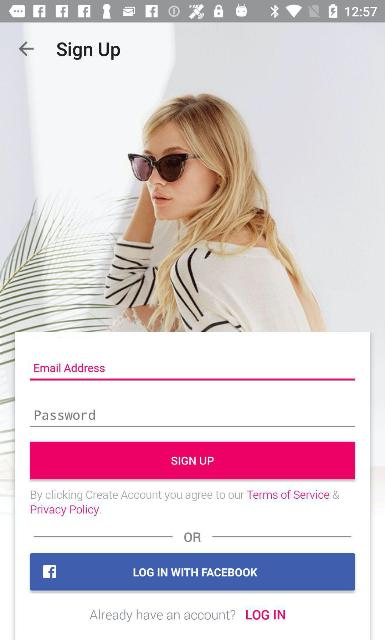 12:57
Sign Up
Email Address
Password
SIGN UP
By clicking Create Account you agree to our Terms of Service &
Privacy Policy.
OR
LOG IN WITH FACEBOOK
Already have an account? LOG IN